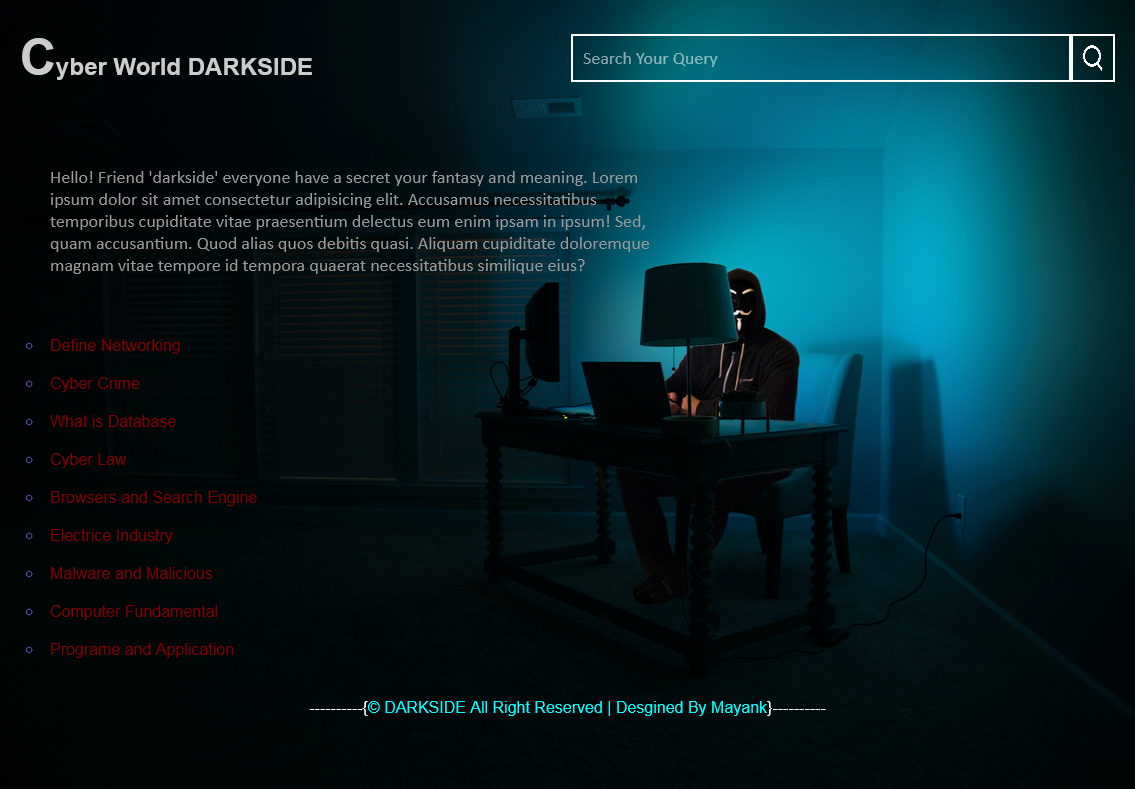 Cyber World DARKSIDE
Search Your Query
Hello! Friend 'darkside' everyone have a secret your fantasy and meaning. Lorem
ipsum dolor sit amet consectetur adipisicing elit. Accusamus necessitatibus
temporibus cupiditate vitae praesentium delectus eum enim ipsam in ipsum! Sed,
quam accusantium. Quod alias quos debitis quasi. Aliquam cupiditate doloremque
magnam vitae tempore id tempora quaerat necessitatibus similique eius?
Define Networking
Cyber Crime
What is Database
Cyber Law
Browsers and Search Engine
Electrice Industry
Malware and Malicious
Computer Fundamental
Programe and Application
----------{© DARKSIDE All Right Reserved | Desgined By Mayank}----------